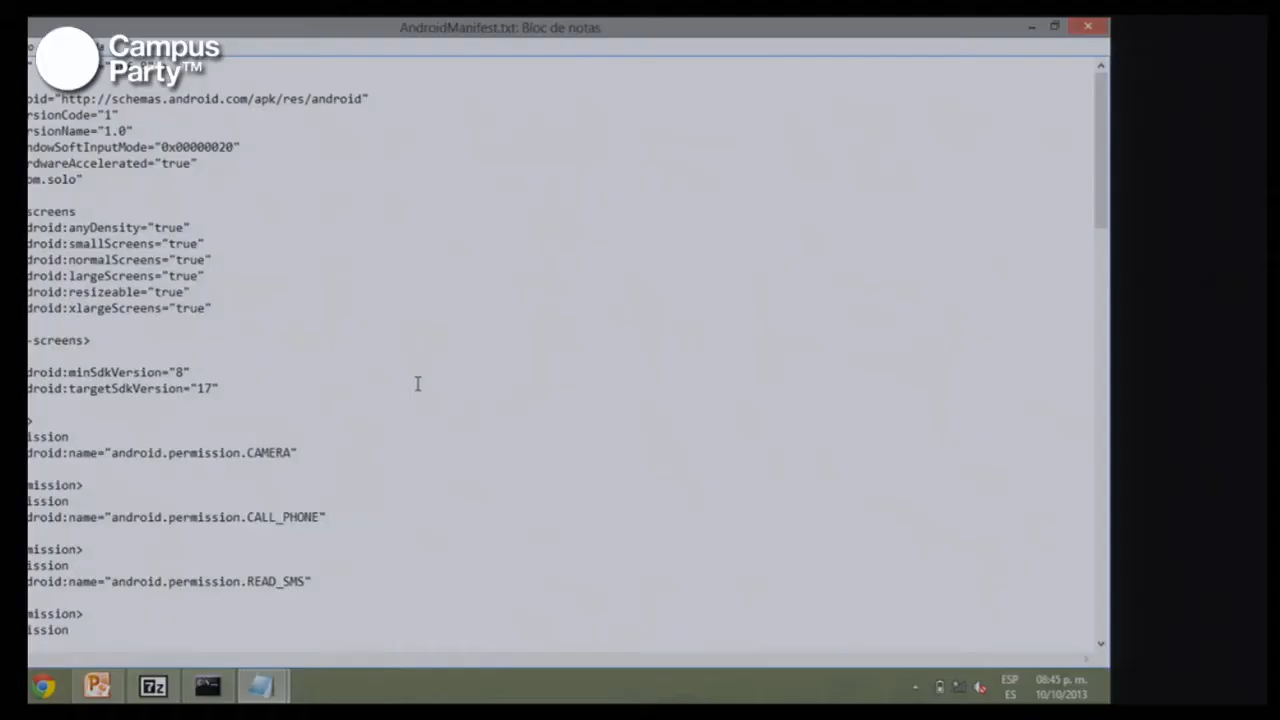 AndroidManifest.txt: Bloc de notas
Campus
Party™
oid="http://schemas.android.com/apk/res/android"
rsionCode="1"
rsionName="1.0"
ndowSoftInputMode="0x00000020"
rdwareAccelerated="true"
om.solo"
screens
droid:anyDensity="true"
droid:smallScreens="true"
droid:normalScreens="true"
droid:largeScreens="true"
droid:resizeable="true"
droid:xlargeScreens="true"
-screens>
droid:minSdkVersion="8"
droid:targetSdkVersion="17"
>
ission
droid:name="android.permission.CAMERA"
mission>
ission
droid:name="android.permission.CALL_PHONE"
mission>
ission
droid:name="android.permission.READ_SMS"
mission>
ission
7z
ESP 08:45 p. m.
ES 10/10/2013